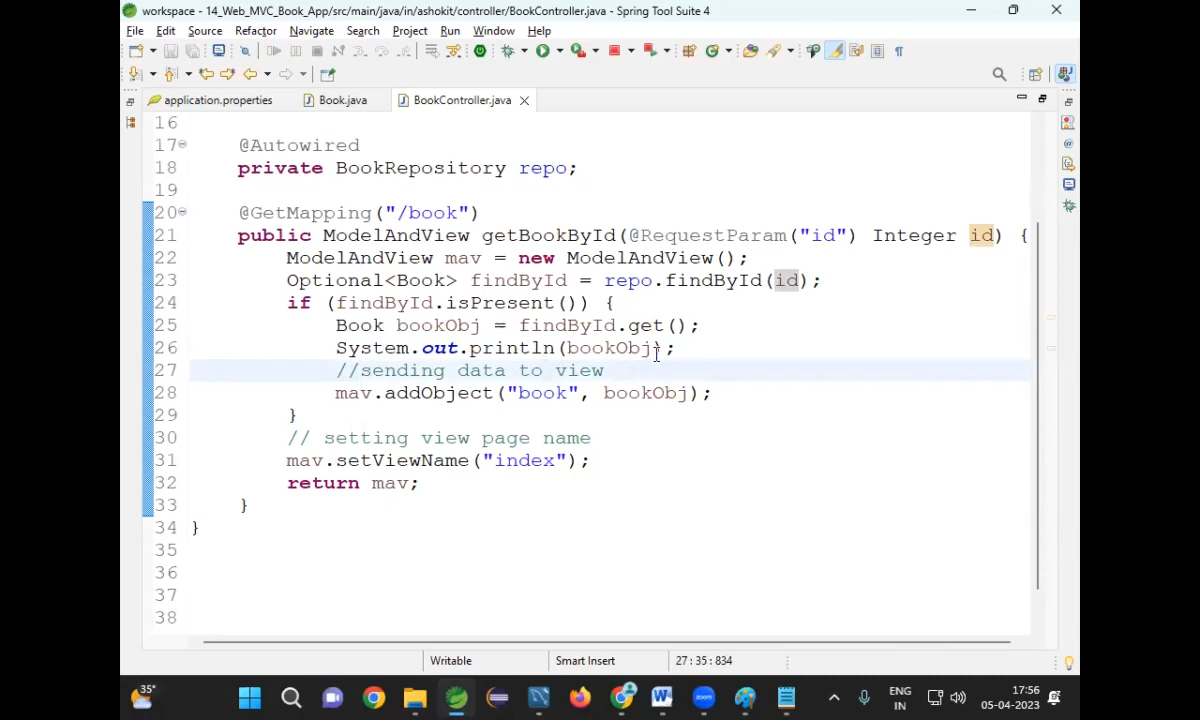 workspace - 14_Web_MVC_Book_App/src/main/java/in/ashokit/controller/BookController.java - Spring Tool Suite 4
File Edit Source Refactor Navigate Search Project Run Window Help
application.properties Book.java BookController.java
16
17 @Autowired
18 private BookRepository repo;
19
20 @GetMapping("/book")
21 public ModelAndView getBookById(@RequestParam("id") Integer id) {
22 ModelAndView mav = new ModelAndView();
23 Optional<Book> findById = repo.findById(id);
24 if (findById.isPresent()) {
25 Book bookObj = findById.get();
26 System.out.println(bookObj);
27 //sending data to view
28 mav.addObject("book", bookObj);
29 }
30 // setting view page name
31 mav.setViewName("index");
32 return mav;
33 }
34 }
35
36
37
38
Writable Smart Insert 27:35:834
35° ENG IN 17:56 05-04-2023